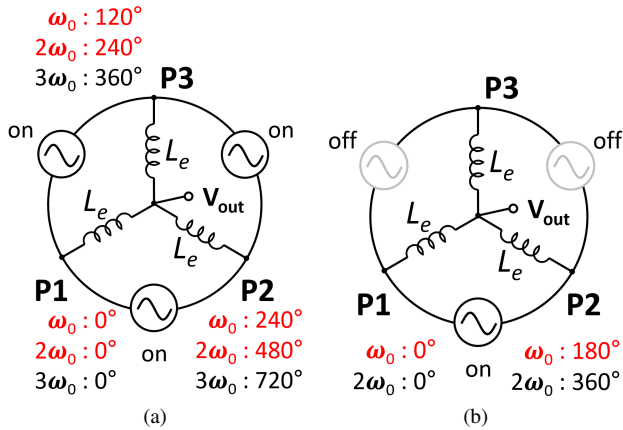 ω₀ : 120°
2ω₀ : 240°
3ω₀ : 360°
P3
on
on
Lₑ
Lₑ
V_out
Lₑ
P1
P2
ω₀ : 0°
2ω₀ : 0°
3ω₀ : 0°
on
ω₀ : 240°
2ω₀ : 480°
3ω₀ : 720°
(a)
P3
off
off
Lₑ
Lₑ
V_out
Lₑ
P1
P2
ω₀ : 0°
2ω₀ : 0°
on
ω₀ : 180°
2ω₀ : 360°
(b)